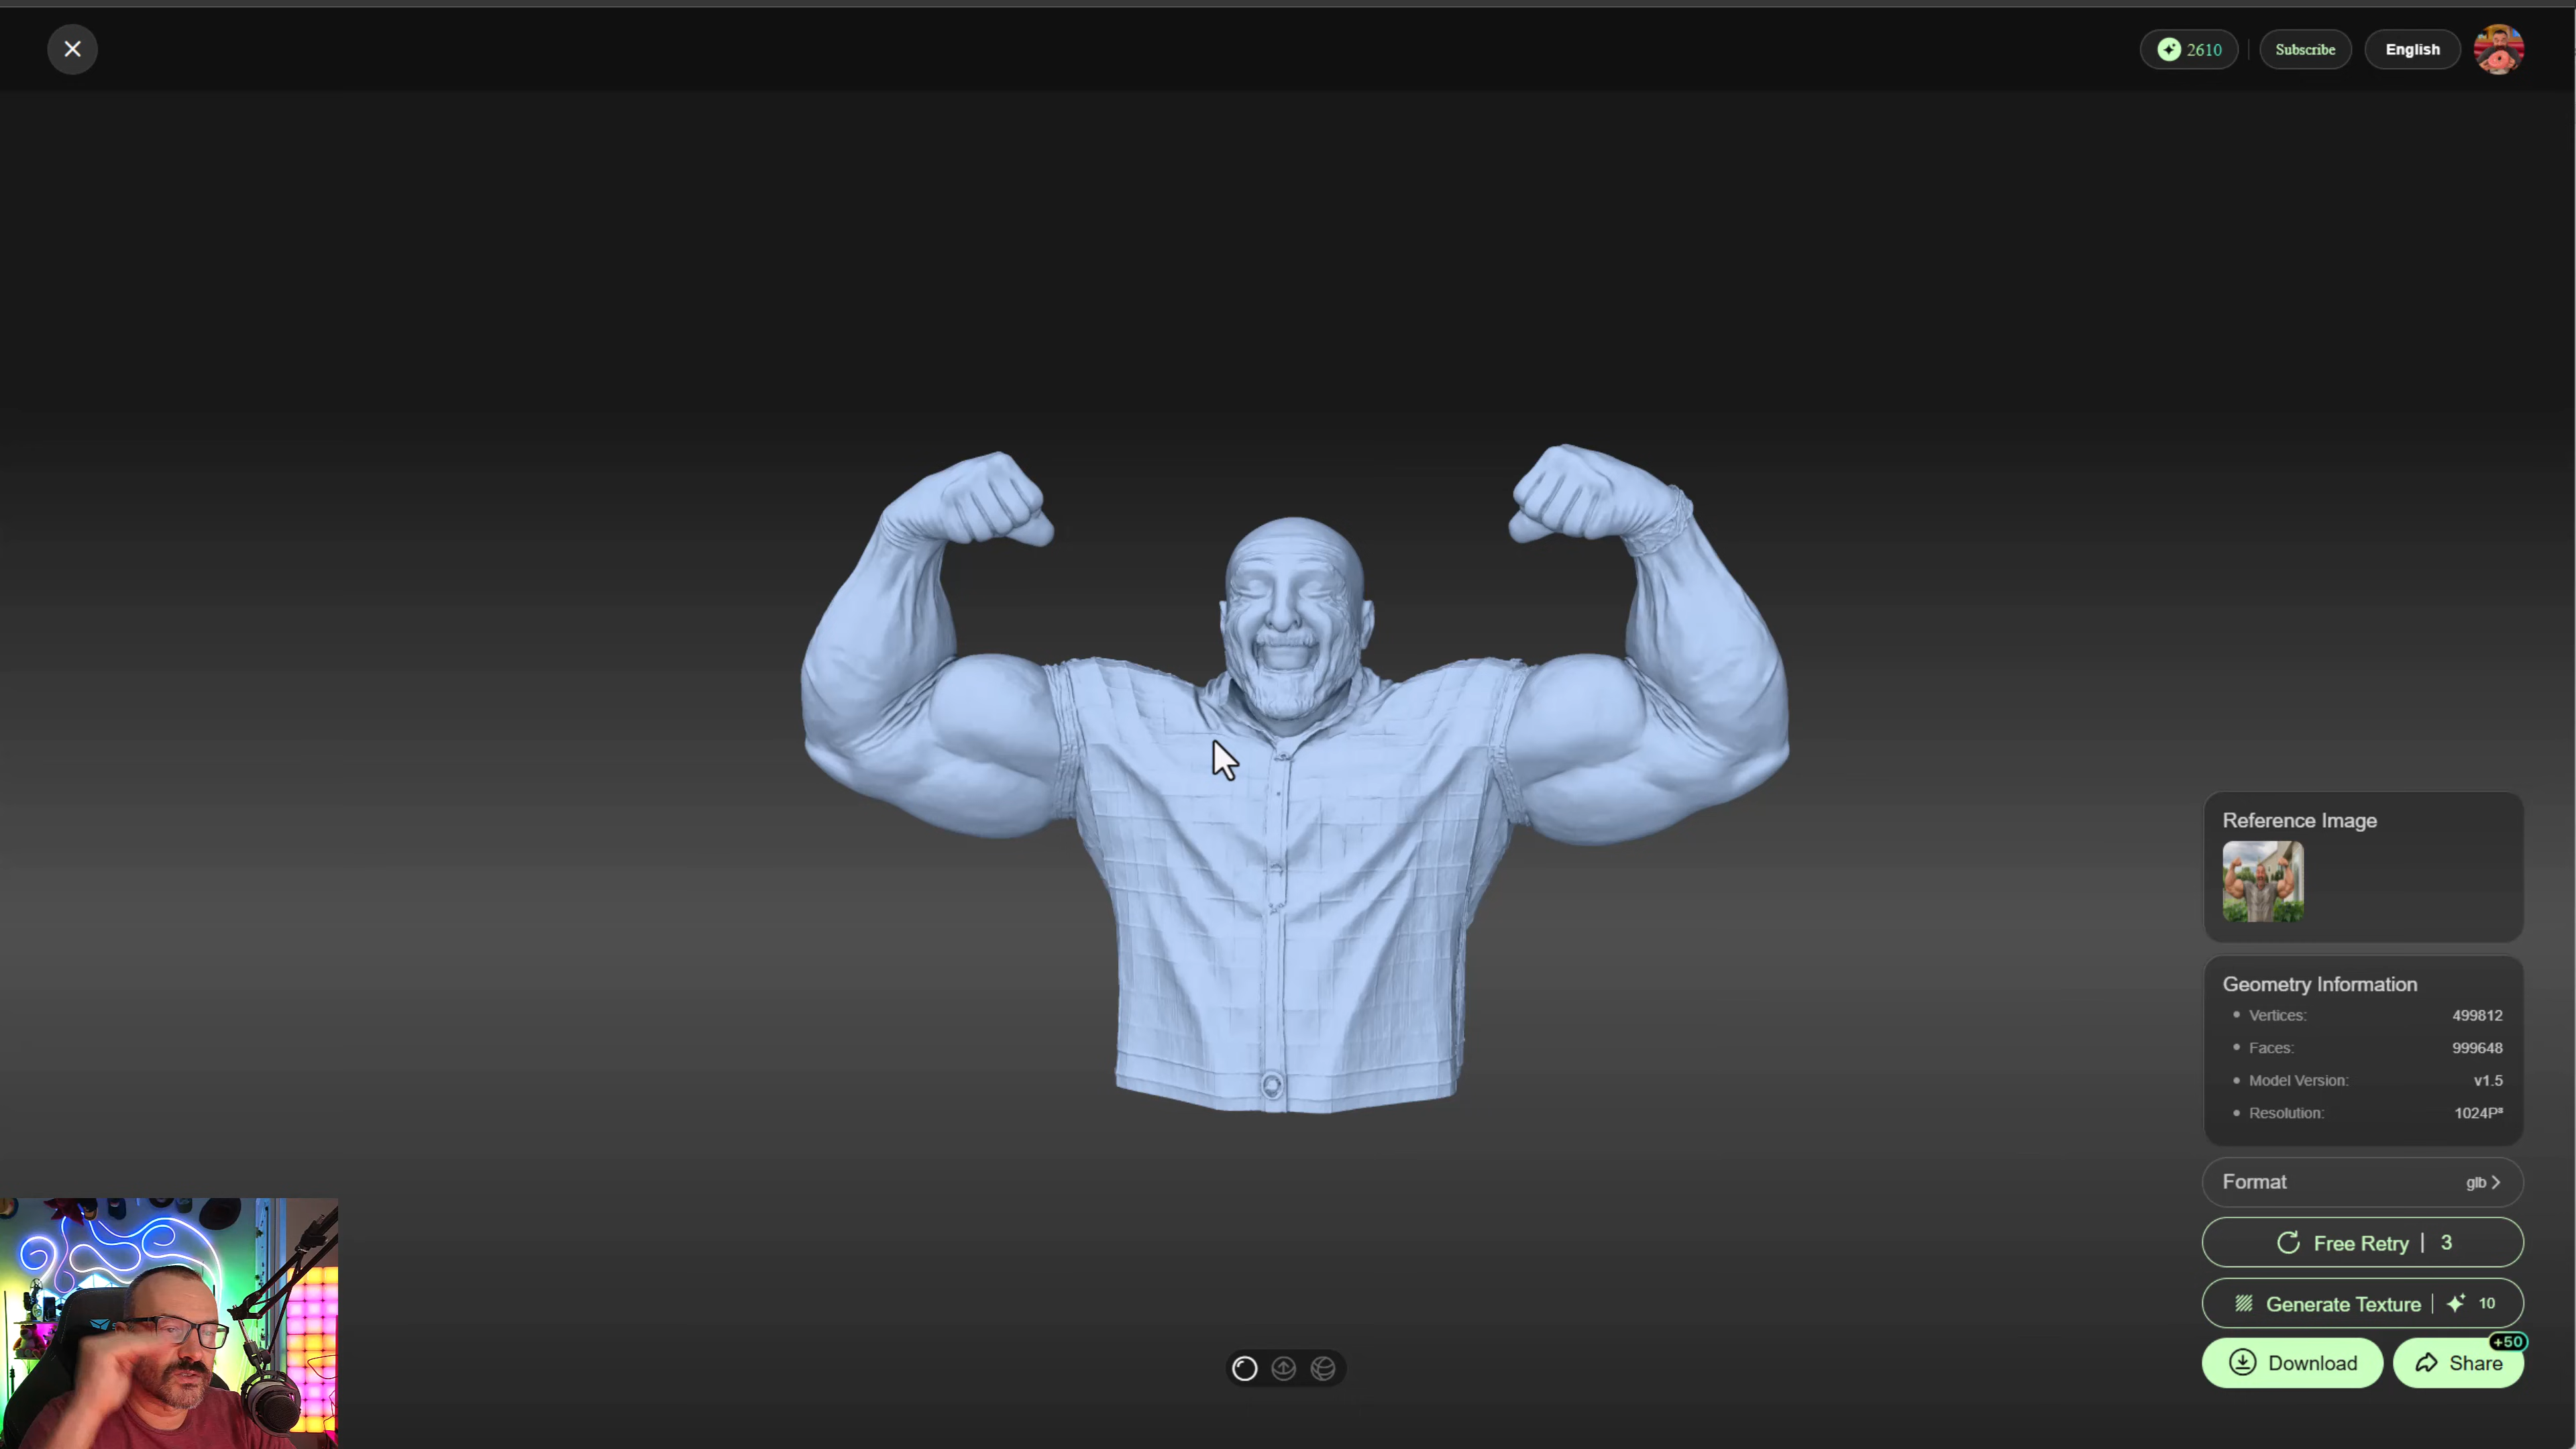 2610
Subscribe
English
Reference Image
Geometry Information
Vertices: 499812
Faces: 999648
Model Version: v1.5
Resolution: 1024P³
Format glb
Free Retry | 3
Generate Texture | 10
+50
Download
Share